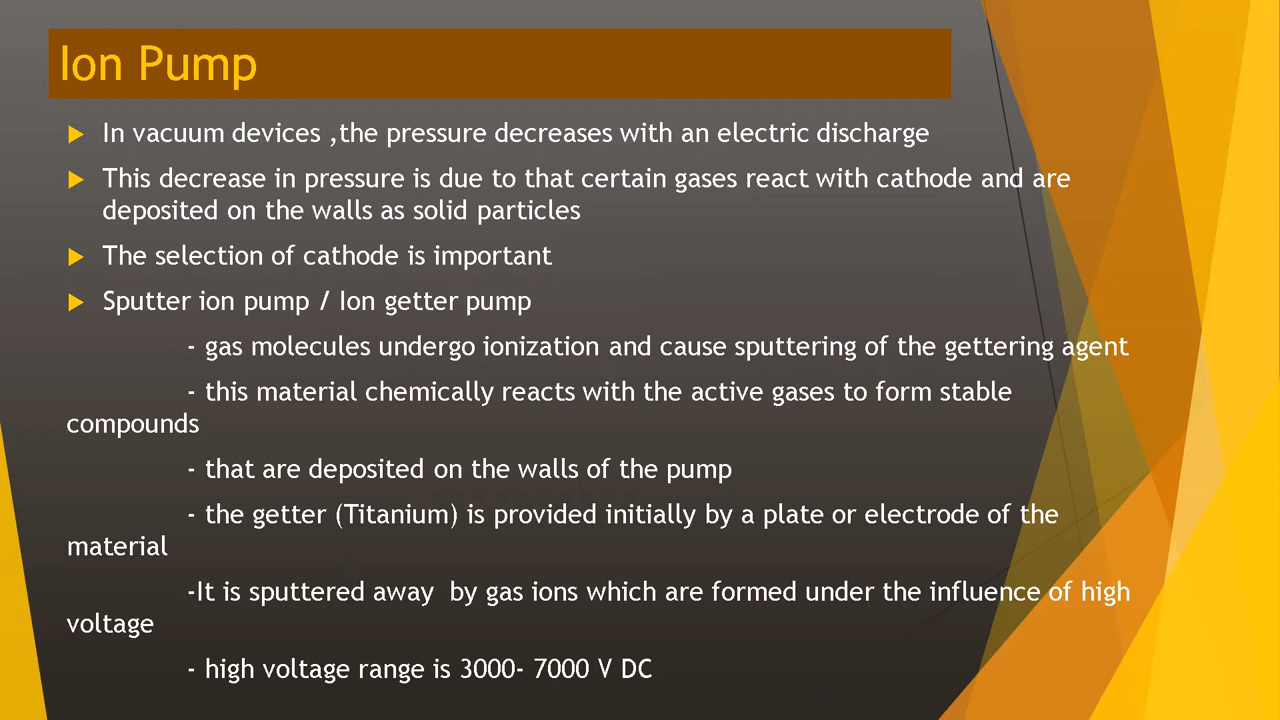 Ion Pump
In vacuum devices ,the pressure decreases with an electric discharge
This decrease in pressure is due to that certain gases react with cathode and are
deposited on the walls as solid particles
The selection of cathode is important
Sputter ion pump / Ion getter pump
- gas molecules undergo ionization and cause sputtering of the gettering agent
- this material chemically reacts with the active gases to form stable
compounds
- that are deposited on the walls of the pump
- the getter (Titanium) is provided initially by a plate or electrode of the
material
-It is sputtered away  by gas ions which are formed under the influence of high
voltage
- high voltage range is 3000- 7000 V DC